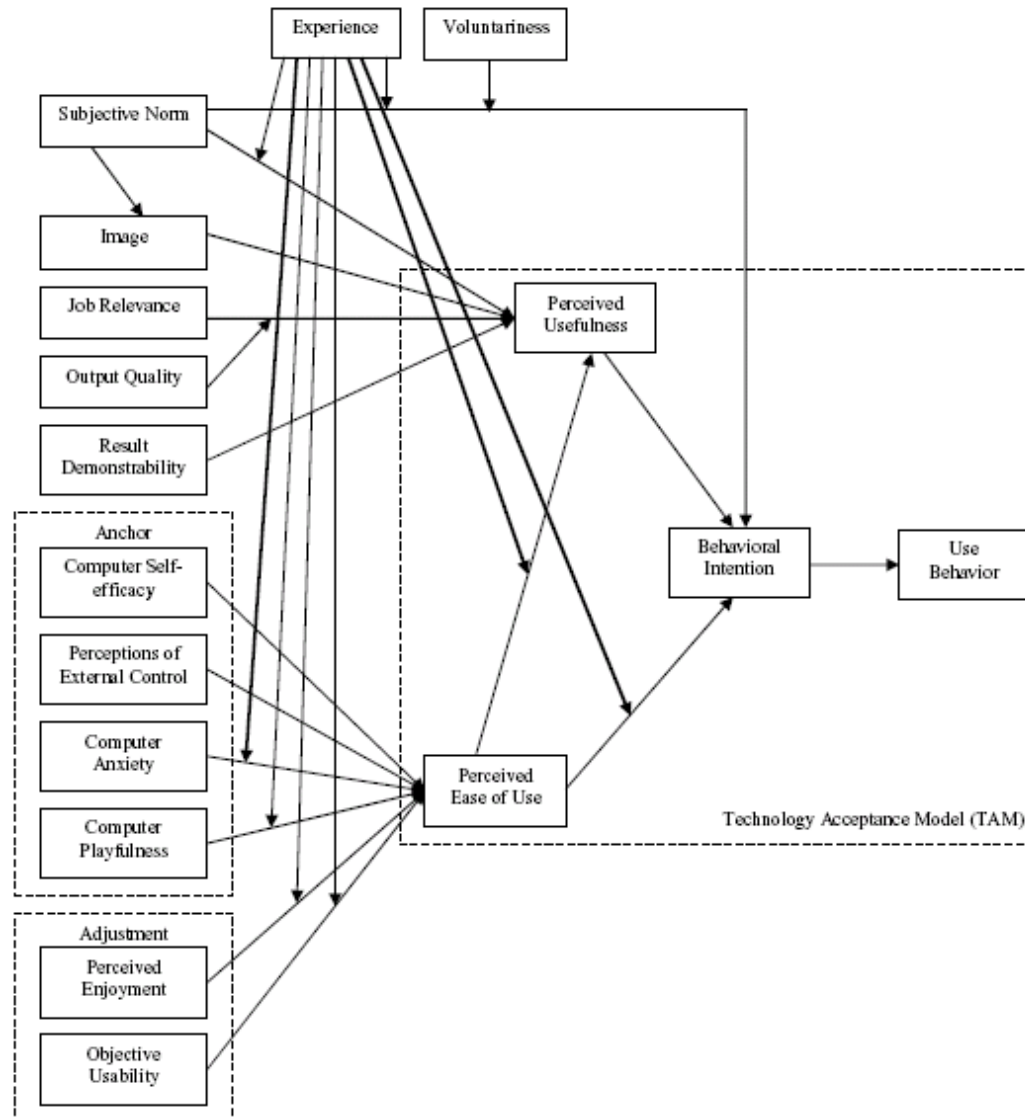 Experience
Voluntariness
Subjective Norm
Image
Job Relevance
Output Quality
Result
Demonstrability
Perceived
Usefulness
Anchor
Computer Self-
efficacy
Perceptions of
External Control
Computer
Anxiety
Computer
Playfulness
Behavioral
Intention
Use
Behavior
Perceived
Ease of Use
Technology Acceptance Model (TAM)
Adjustment
Perceived
Enjoyment
Objective
Usability